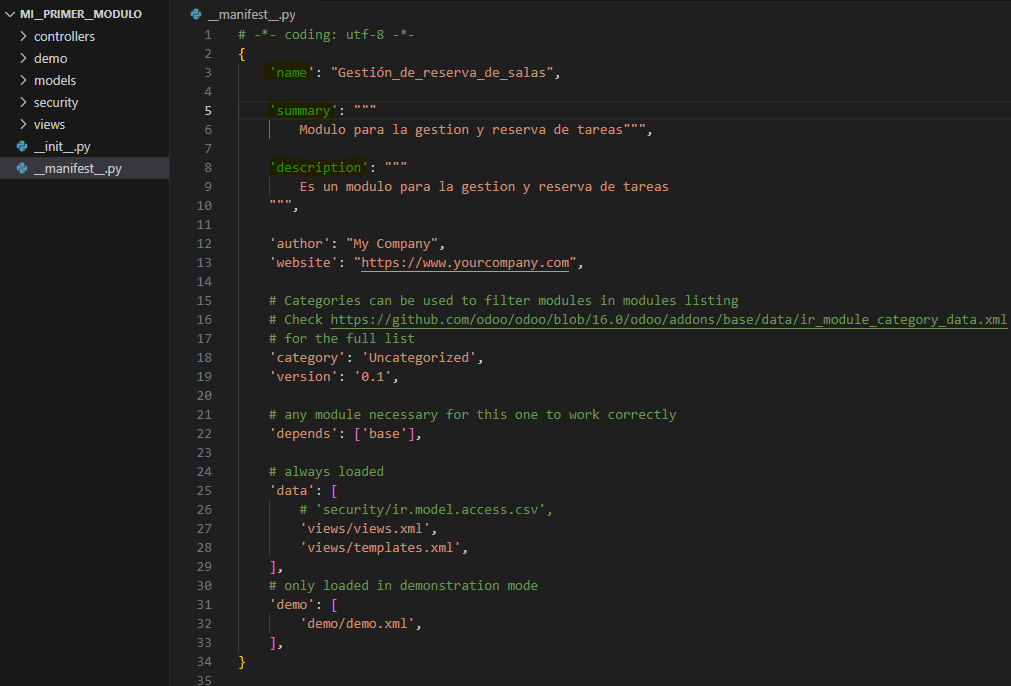 MI__PRIMER__MODULO
controllers
demo
models
security
views
__init__.py
__manifest__.py
__manifest__.py
1 # -*- coding: utf-8 -*-
2 {
3 'name': "Gestión_de_reserva_de_salas",
4
5 'summary': """
6 Modulo para la gestion y reserva de tareas""",
7
8 'description': """
9 Es un modulo para la gestion y reserva de tareas
10 """,
11
12 'author': "My Company",
13 'website': "https://www.yourcompany.com",
14
15 # Categories can be used to filter modules in modules listing
16 # Check https://github.com/odoo/odoo/blob/16.0/odoo/addons/base/data/ir_module_category_data.xml
17 # for the full list
18 'category': 'Uncategorized',
19 'version': '0.1',
20
21 # any module necessary for this one to work correctly
22 'depends': ['base'],
23
24 # always loaded
25 'data': [
26 # 'security/ir.model.access.csv',
27 'views/views.xml',
28 'views/templates.xml',
29 ],
30 # only loaded in demonstration mode
31 'demo': [
32 'demo/demo.xml',
33 ],
34 }
35